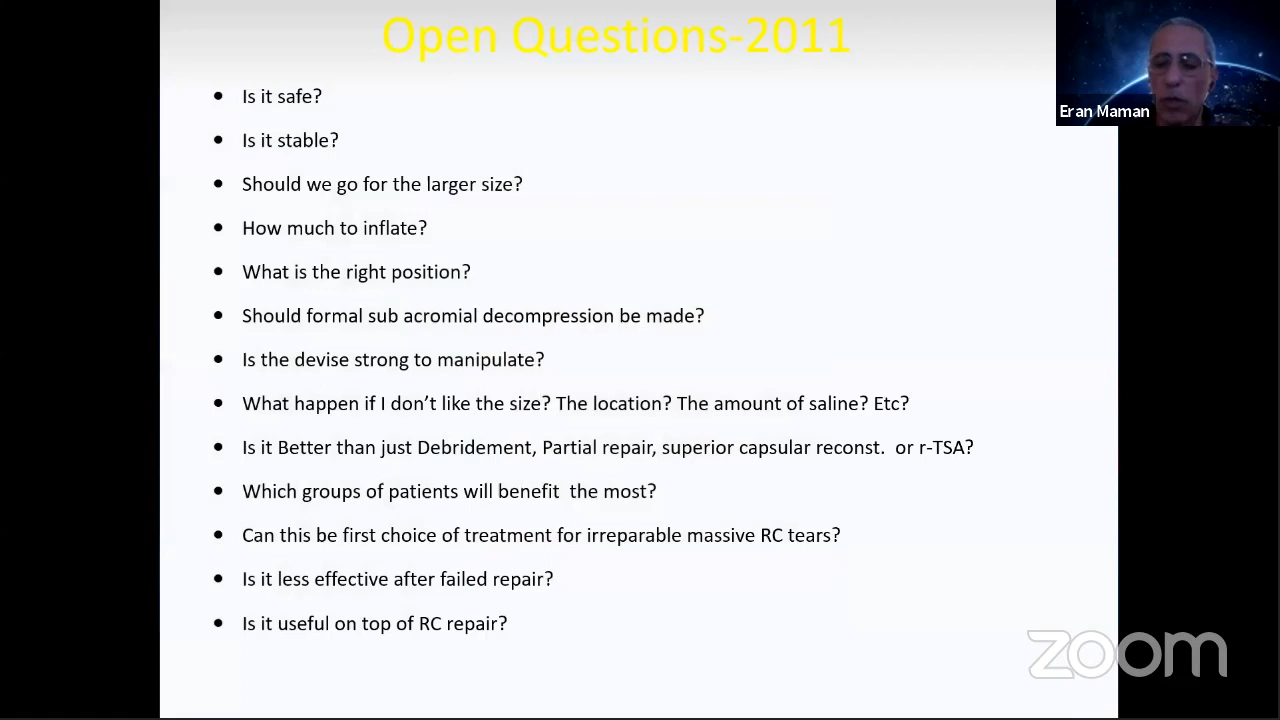 Open Questions-2011
Eran Maman
• Is it safe?
• Is it stable?
• Should we go for the larger size?
• How much to inflate?
• What is the right position?
• Should formal sub acromial decompression be made?
• Is the devise strong to manipulate?
• What happen if I don’t like the size? The location? The amount of saline? Etc?
• Is it Better than just Debridement, Partial repair, superior capsular reconst.  or r-TSA?
• Which groups of patients will benefit  the most?
• Can this be first choice of treatment for irreparable massive RC tears?
• Is it less effective after failed repair?
• Is it useful on top of RC repair?
zoom